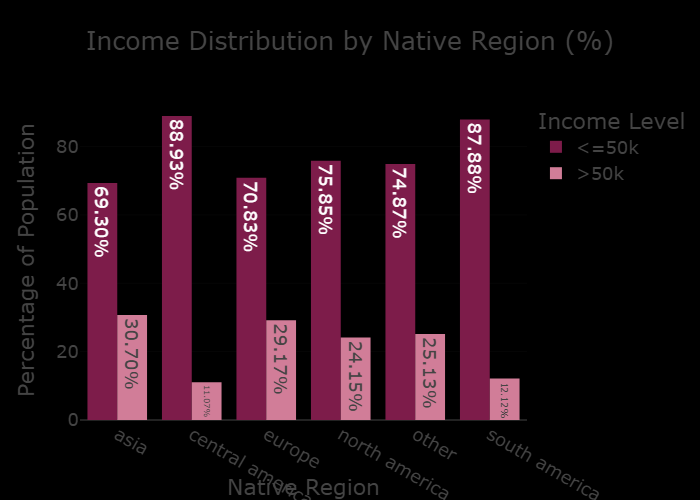 Income Distribution by Native Region (%)
Income Level
<=50k
>50k
Percentage of Population
80
60
40
20
0
69.30%
30.70%
88.93%
11.07%
70.83%
29.17%
75.85%
24.15%
74.87%
25.13%
87.88%
12.12%
asia
central america
europe
north america
other
south america
Native Region